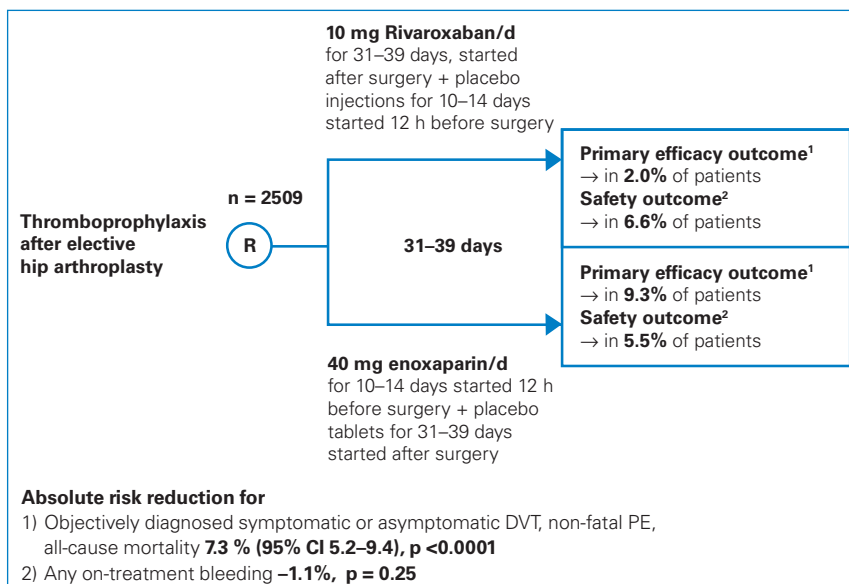 10 mg Rivaroxaban/d
for 31–39 days, started
after surgery + placebo
injections for 10–14 days
started 12 h before surgery
Primary efficacy outcome¹
→ in 2.0% of patients
Safety outcome²
→ in 6.6% of patients
n = 2509
Thromboprophylaxis
after elective
hip arthroplasty
R
31–39 days
Primary efficacy outcome¹
→ in 9.3% of patients
Safety outcome²
→ in 5.5% of patients
40 mg enoxaparin/d
for 10–14 days started 12 h
before surgery + placebo
tablets for 31–39 days
started after surgery
Absolute risk reduction for
1) Objectively diagnosed symptomatic or asymptomatic DVT, non-fatal PE,
all-cause mortality 7.3 % (95% CI 5.2–9.4), p <0.0001
2) Any on-treatment bleeding –1.1%, p = 0.25